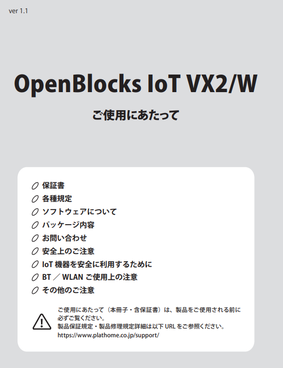 ver 1.1
OpenBlocks IoT VX2/W
ご使用にあたって
保証書
各種規定
ソフトウェアについて
パッケージ内容
お問い合わせ
安全上のご注意
IoT 機器を安全に利用するために
BT ／ WLAN ご使用上の注意
その他のご注意
ご使用にあたって（本冊子・含保証書）は、製品をご使用される前に
必ずご覧ください。
製品保証規定・製品修理規定詳細は以下 URL をご参照ください。
https://www.plathome.co.jp/support/